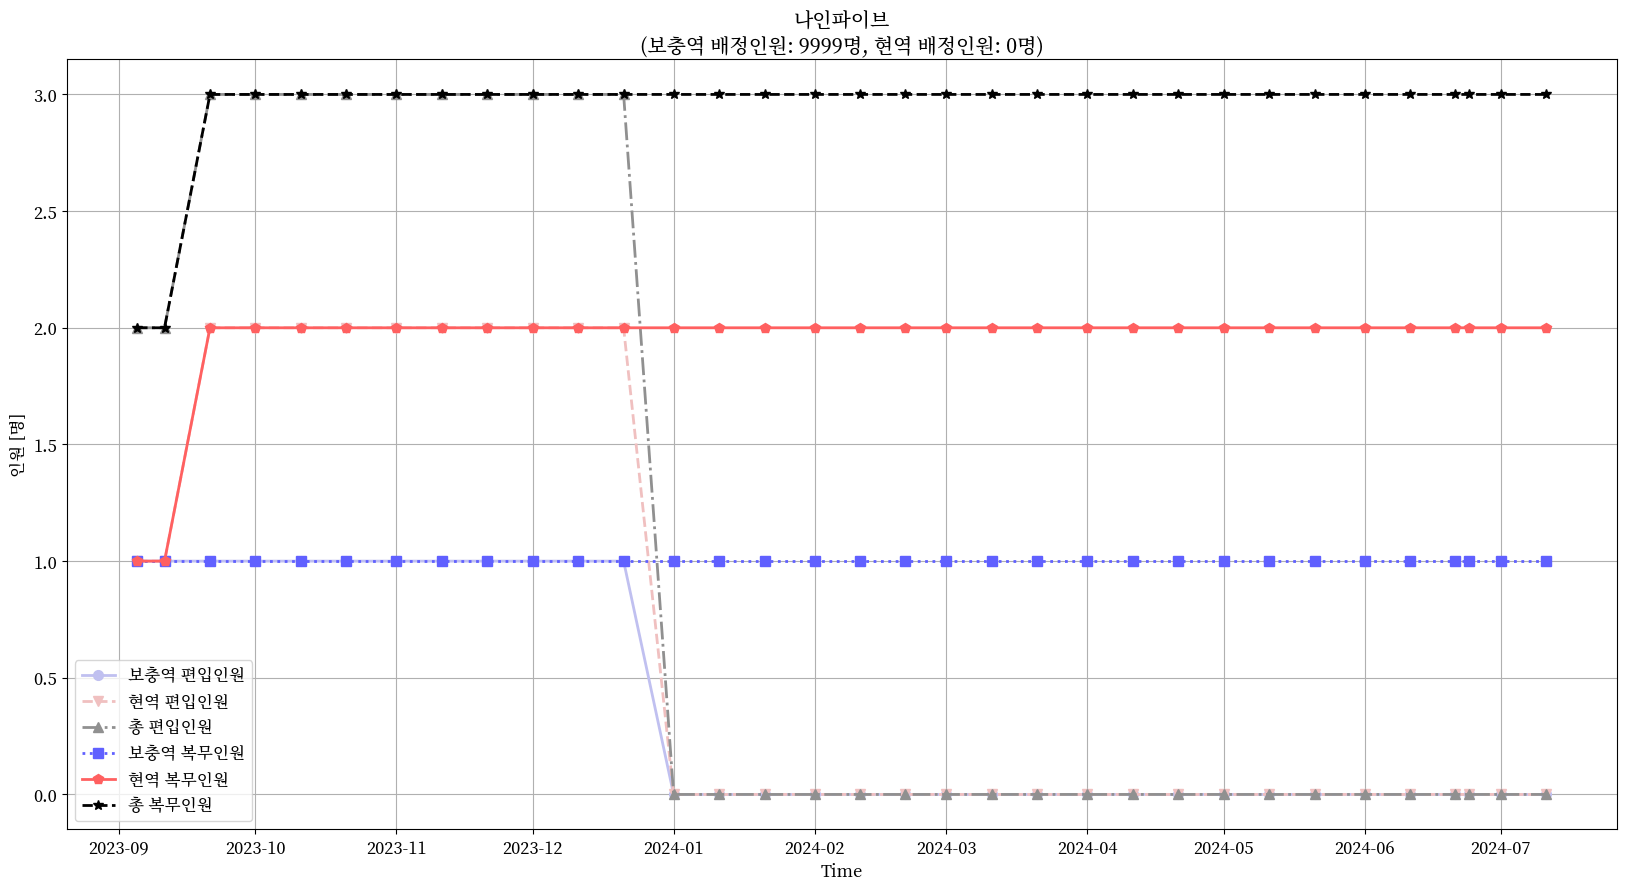 나인파이브
(보충역 배정인원: 9999명, 현역 배정인원: 0명)
3.0
2.5
2.0
1.5
1.0
0.5
0.0
인원 [명]
보충역 편입인원
현역 편입인원
총 편입인원
보충역 복무인원
현역 복무인원
총 복무인원
2023-09 2023-10 2023-11 2023-12 2024-01 2024-02 2024-03 2024-04 2024-05 2024-06 2024-07
Time